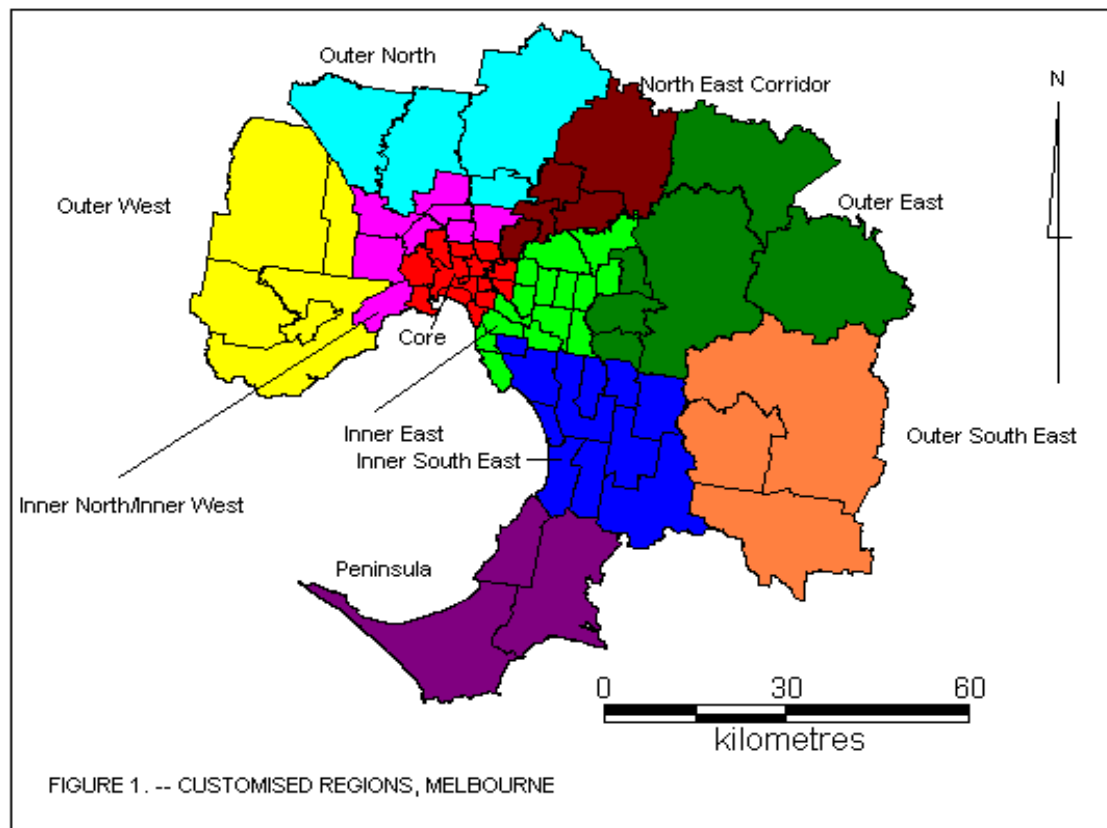 Outer North
North East Corridor
N
Outer West
Outer East
Core
Inner East
Inner South East
Outer South East
Inner North/Inner West
Peninsula
0 30 60
kilometres
FIGURE 1. -- CUSTOMISED REGIONS, MELBOURNE